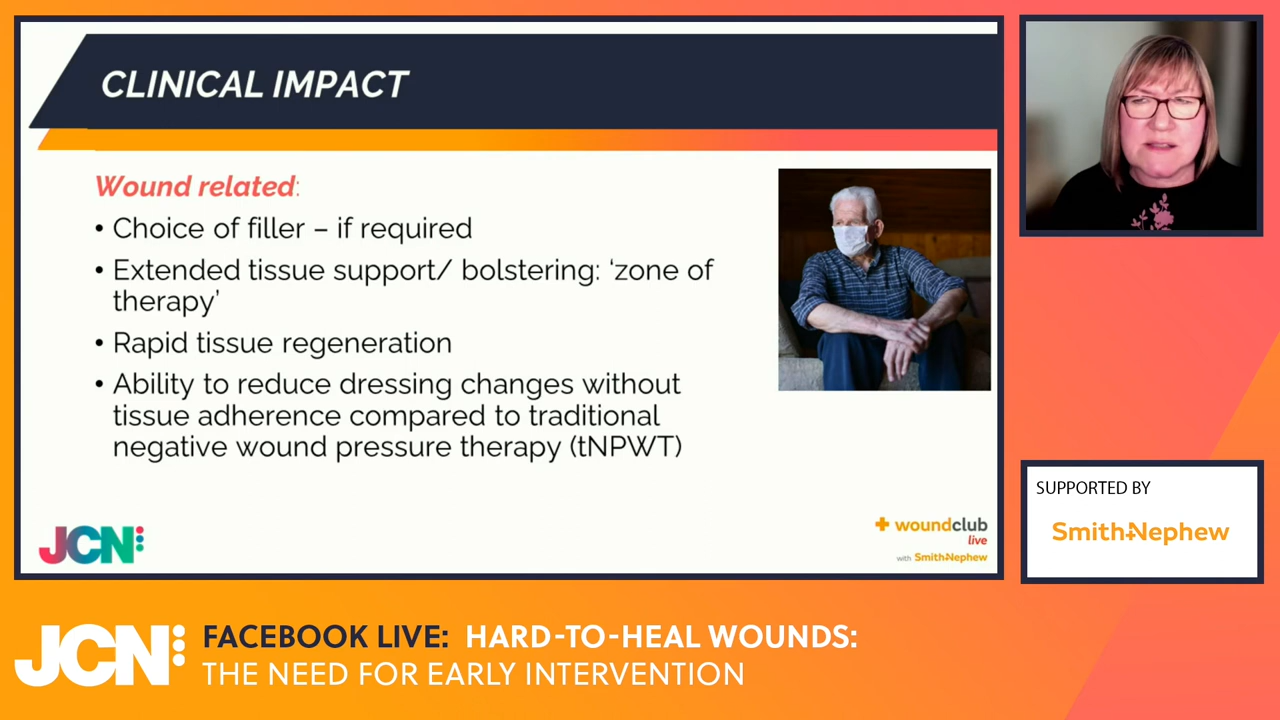 CLINICAL IMPACT
Wound related:
• Choice of filler – if required
• Extended tissue support/ bolstering: ‘zone of
therapy’
• Rapid tissue regeneration
• Ability to reduce dressing changes without
tissue adherence compared to traditional
negative wound pressure therapy (tNPWT)
JCN
woundclub
live
with Smith+Nephew
SUPPORTED BY
Smith+Nephew
JCN
FACEBOOK LIVE: HARD-TO-HEAL WOUNDS:
THE NEED FOR EARLY INTERVENTION